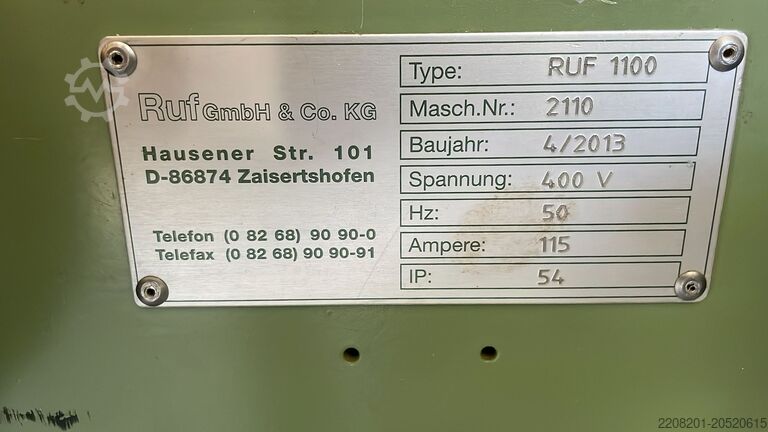 Ruf GmbH & Co. KG
Hausener Str. 101
D-86874 Zaisertshofen
Telefon (0 82 68) 90 90-0
Telefax (0 82 68) 90 90-91
Type: RUF 1100
Masch.Nr.: 2110
Baujahr: 4/2013
Spannung: 400 V
Hz: 50
Ampere: 115
IP: 54
2208201-20520615